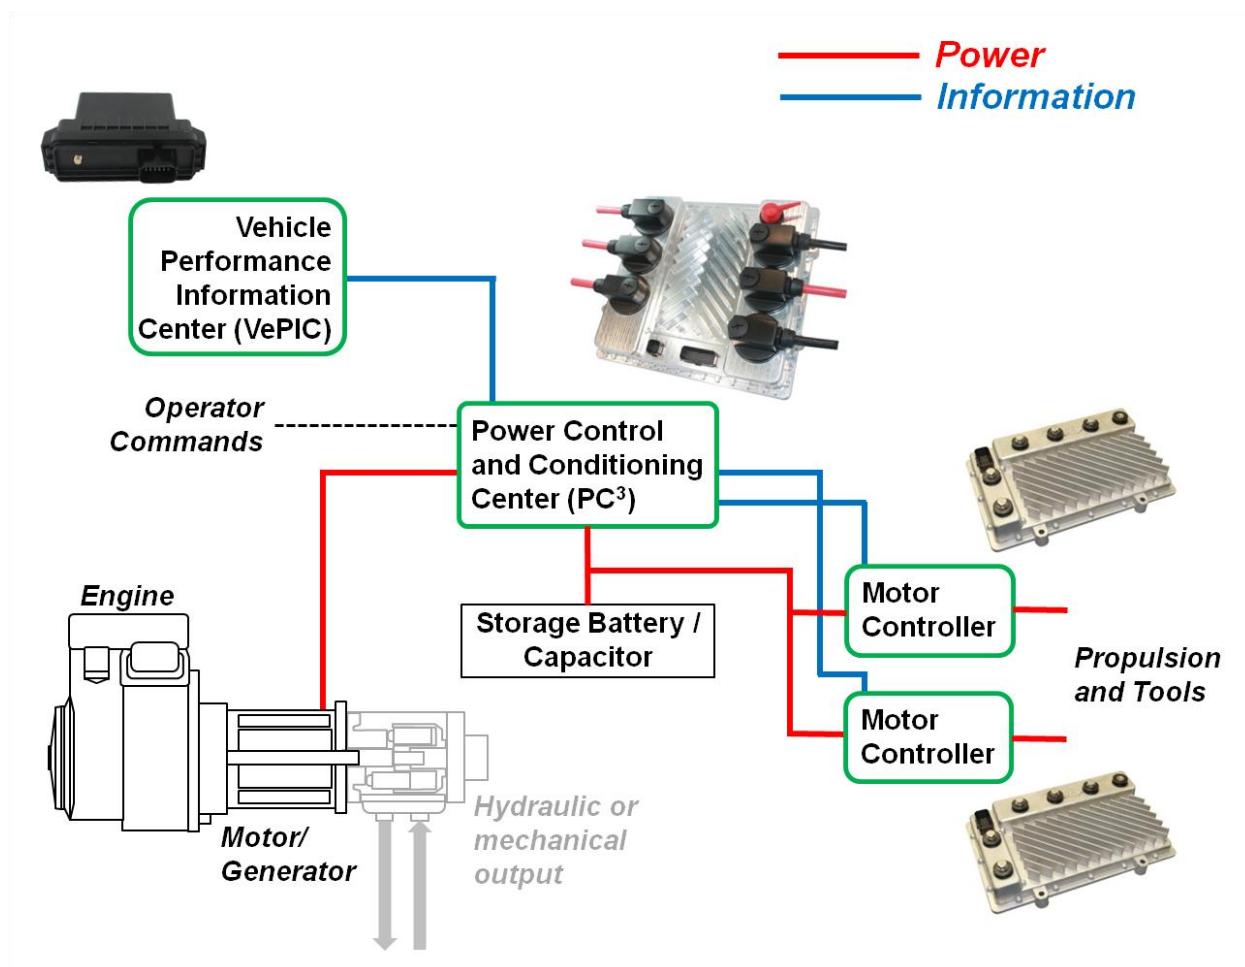 Power
Information
Vehicle
Performance
Information
Center (VePIC)
Operator
Commands
Power Control
and Conditioning
Center (PC³)
Engine
Storage Battery /
Capacitor
Motor
Controller
Propulsion
and Tools
Motor
Controller
Hydraulic or
mechanical
output
Motor/
Generator